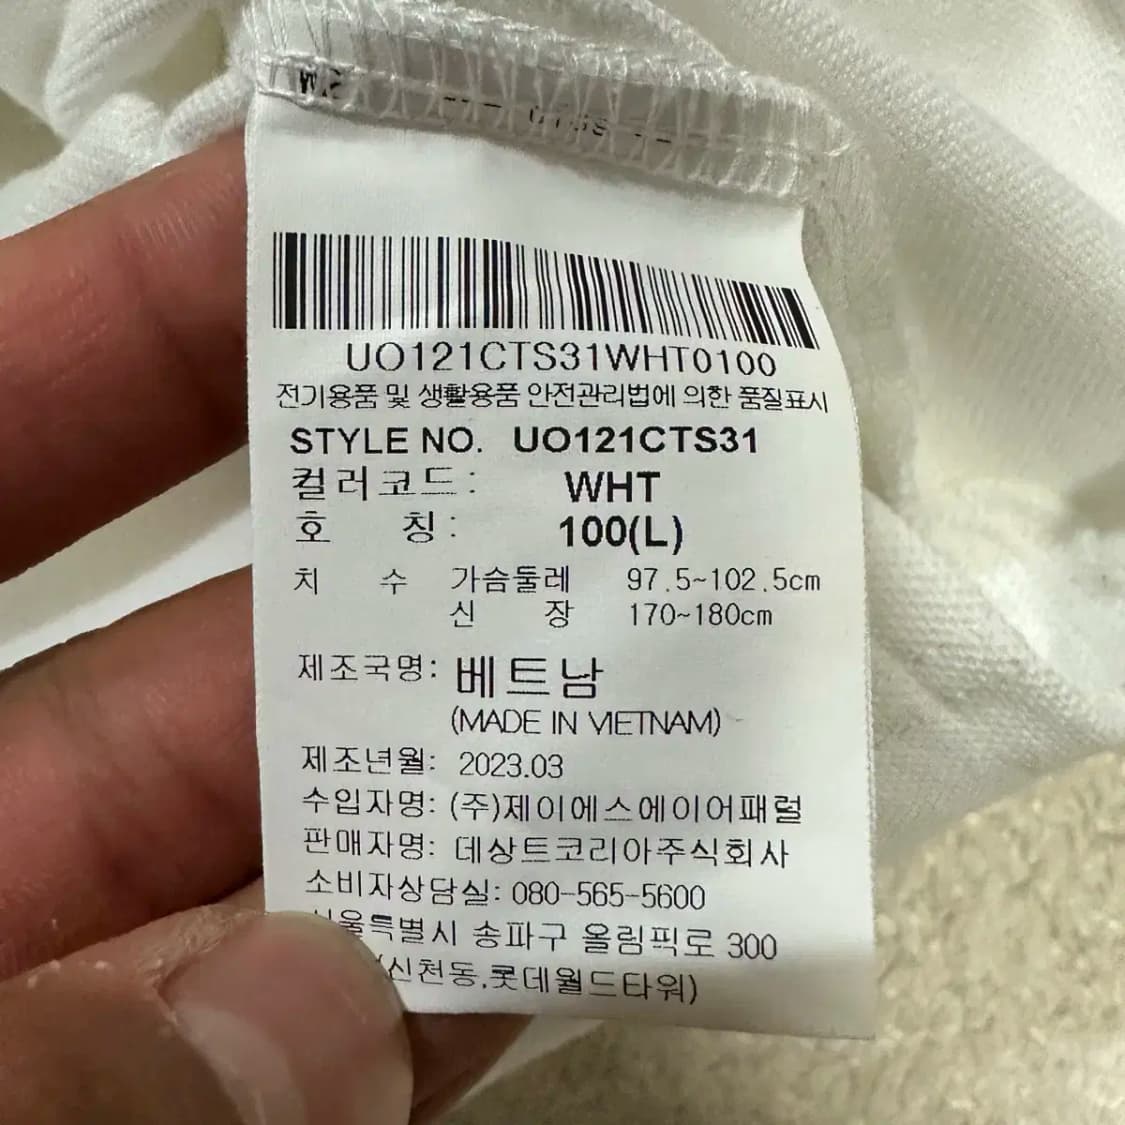 UO121CTS31WHT0100
전기용품 및 생활용품 안전관리법에 의한 품질표시
STYLE NO. UO121CTS31
컬러코드: WHT
호 칭: 100(L)
치 수 가슴둘레 97.5~102.5cm
신 장 170~180cm
제조국명: 베트남
(MADE IN VIETNAM)
제조년월: 2023.03
수입자명: (주)제이에스에이어패럴
판매자명: 데상트코리아주식회사
소비자상담실: 080-565-5600
서울특별시 송파구 올림픽로 300
(신천동,롯데월드타워)